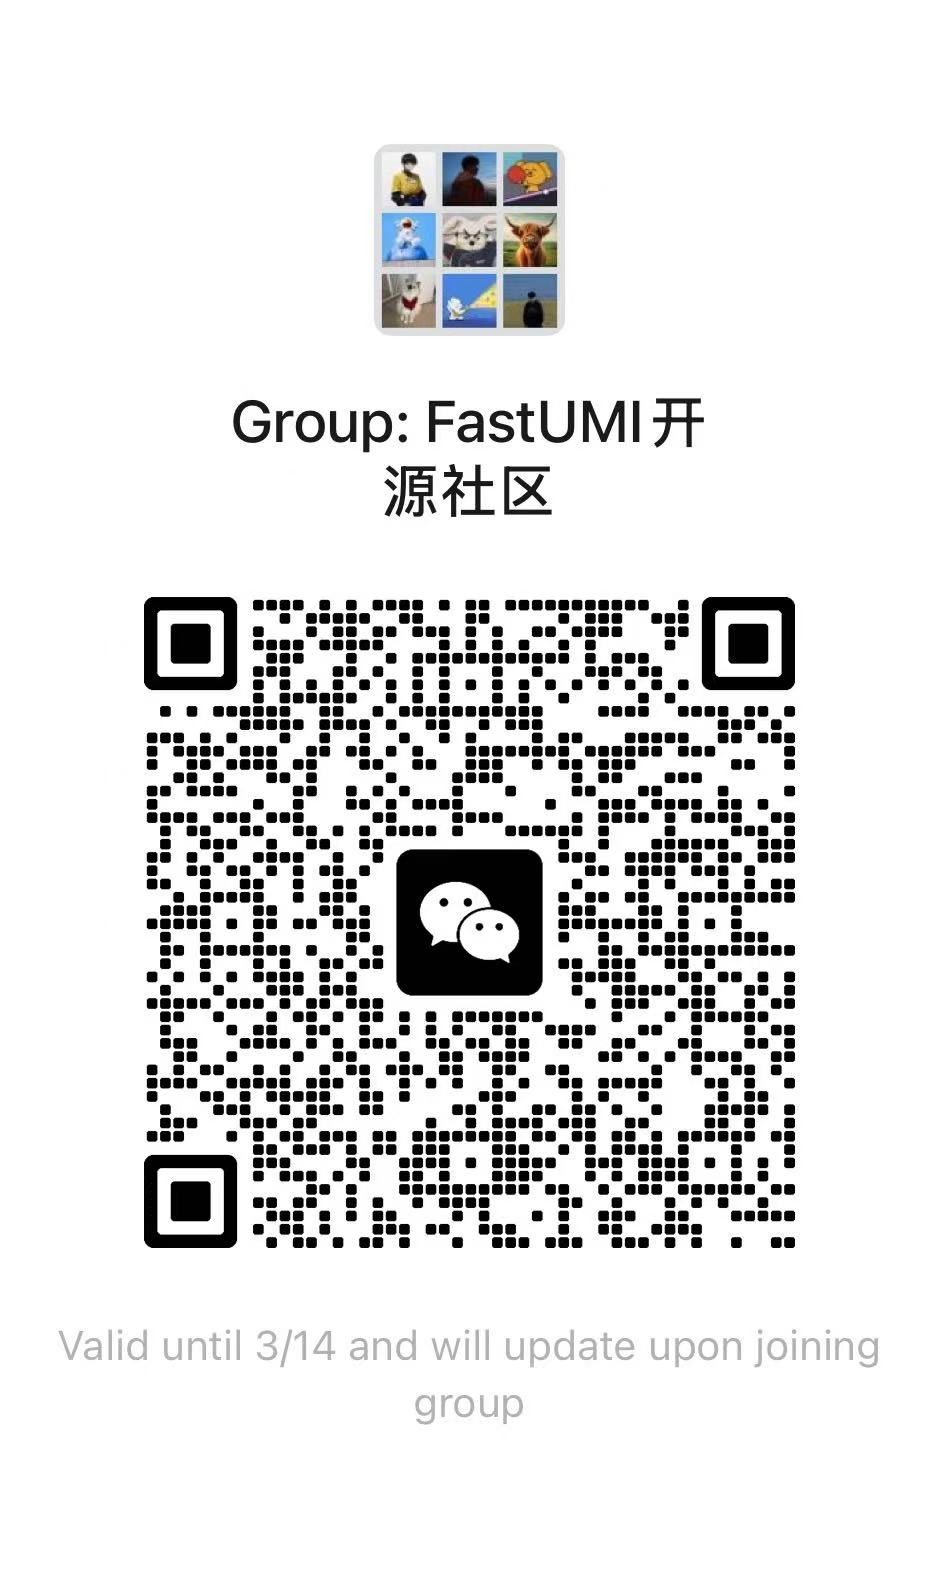 Group: FastUMI开
源社区
Valid until 3/14 and will update upon joining
group